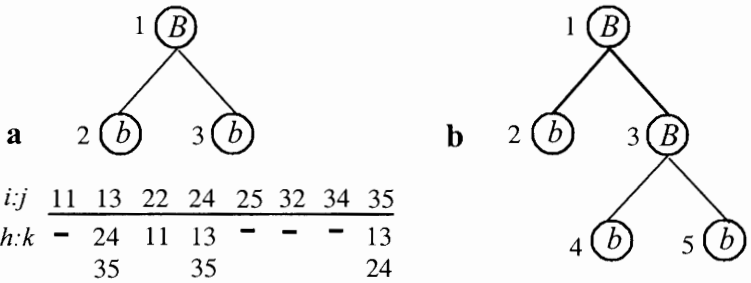 1 B
2 b 3 b
a
i:j 11 13 22 24 25 32 34 35
h:k - 24 11 13 - - - 13
35 35 24
1 B
2 b 3 B
b
4 b 5 b